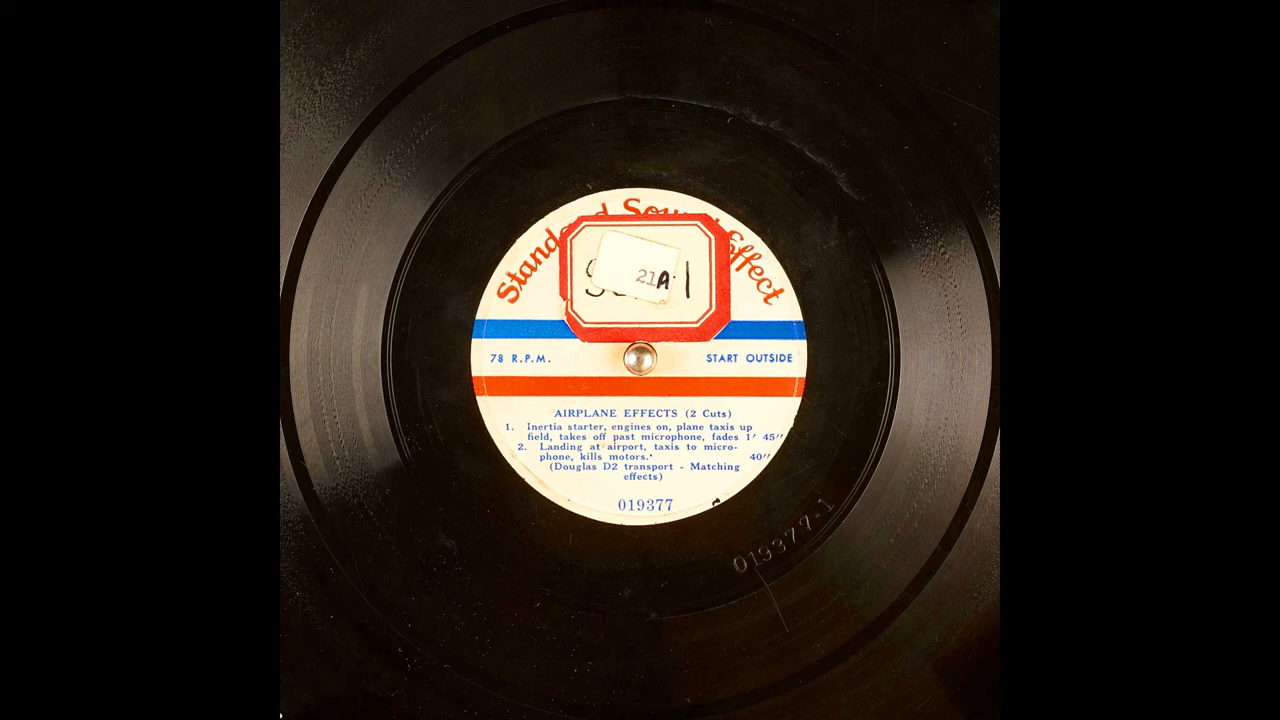 Standard Sound Effect
21A
78 R.P.M. START OUTSIDE
AIRPLANE EFFECTS (2 Cuts)
1. Inertia starter, engines on, plane taxis up
field, takes off past microphone, fades 1' 45"
2. Landing at airport, taxis to micro-
phone, kills motors. 40"
(Douglas D2 transport - Matching
effects)
019377
019377-1